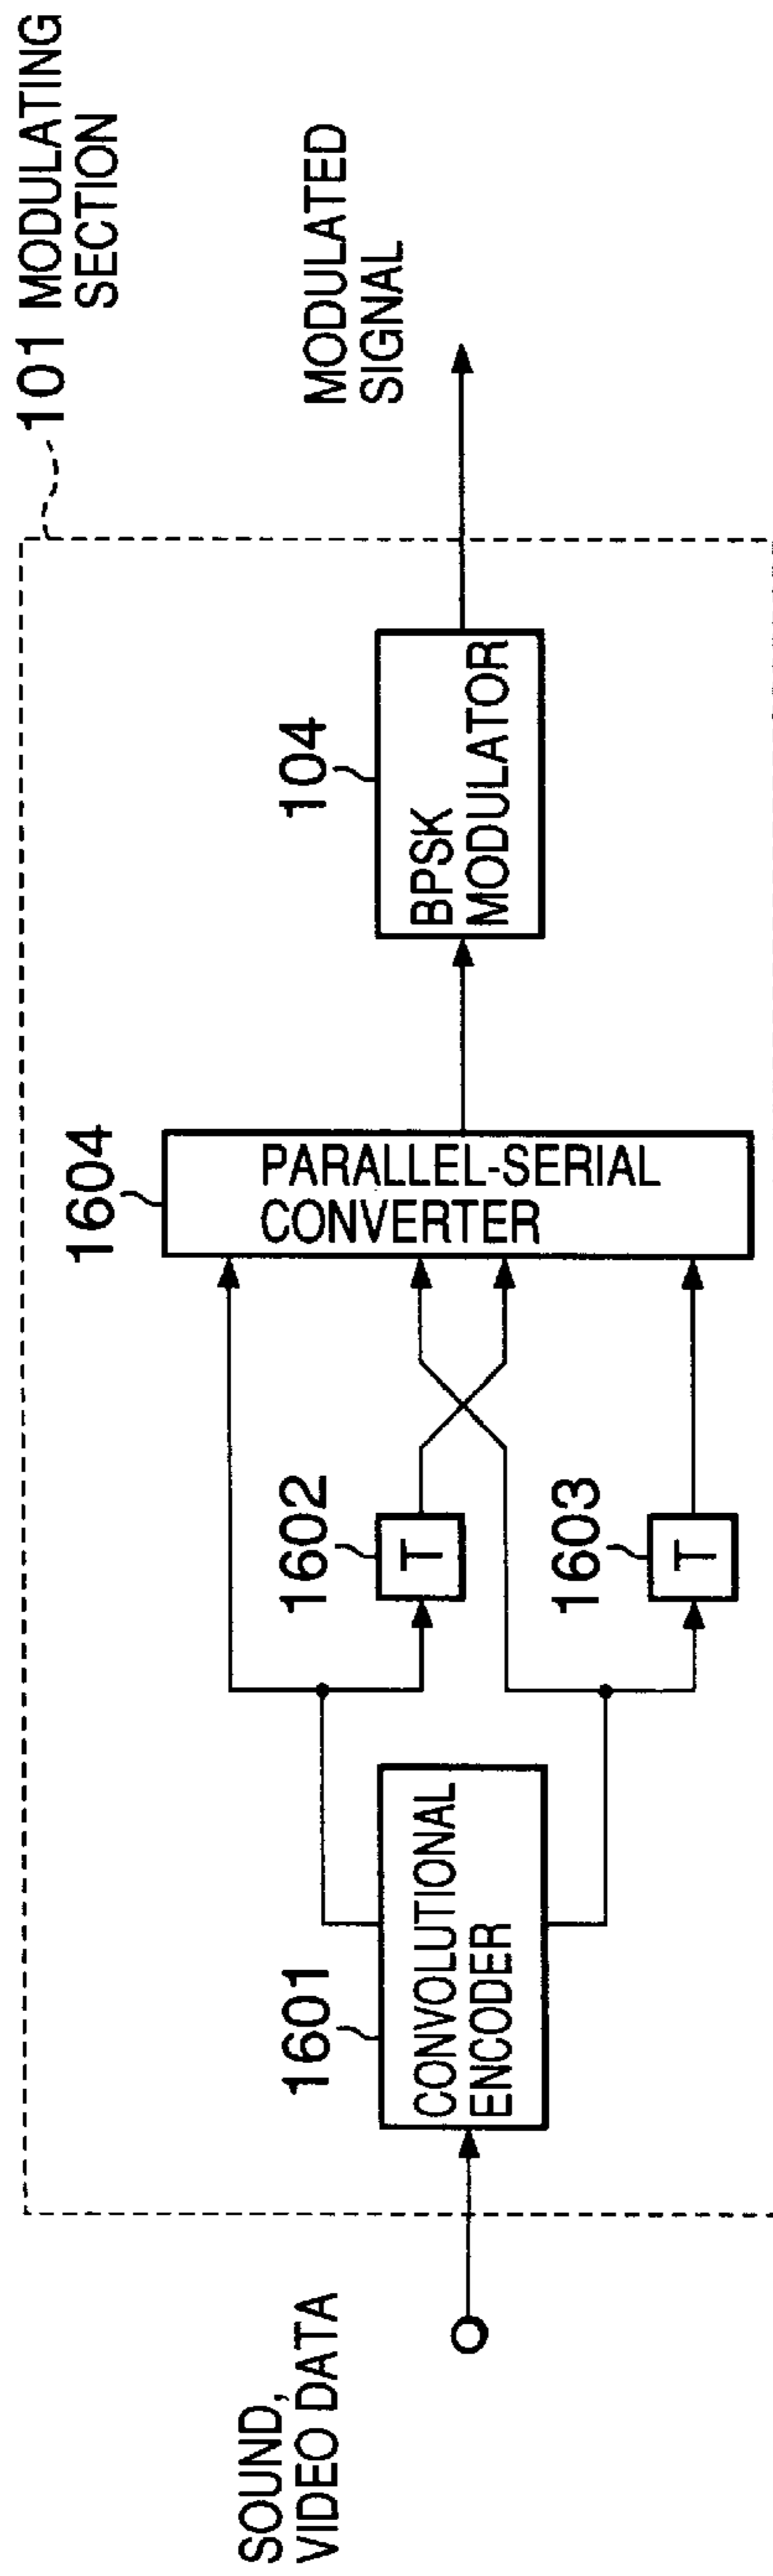 101 MODULATING
SECTION
SOUND,
VIDEO DATA
1601
CONVOLUTIONAL
ENCODER
1602
T
1603
T
1604
PARALLEL-SERIAL
CONVERTER
104
BPSK
MODULATOR
MODULATED
SIGNAL